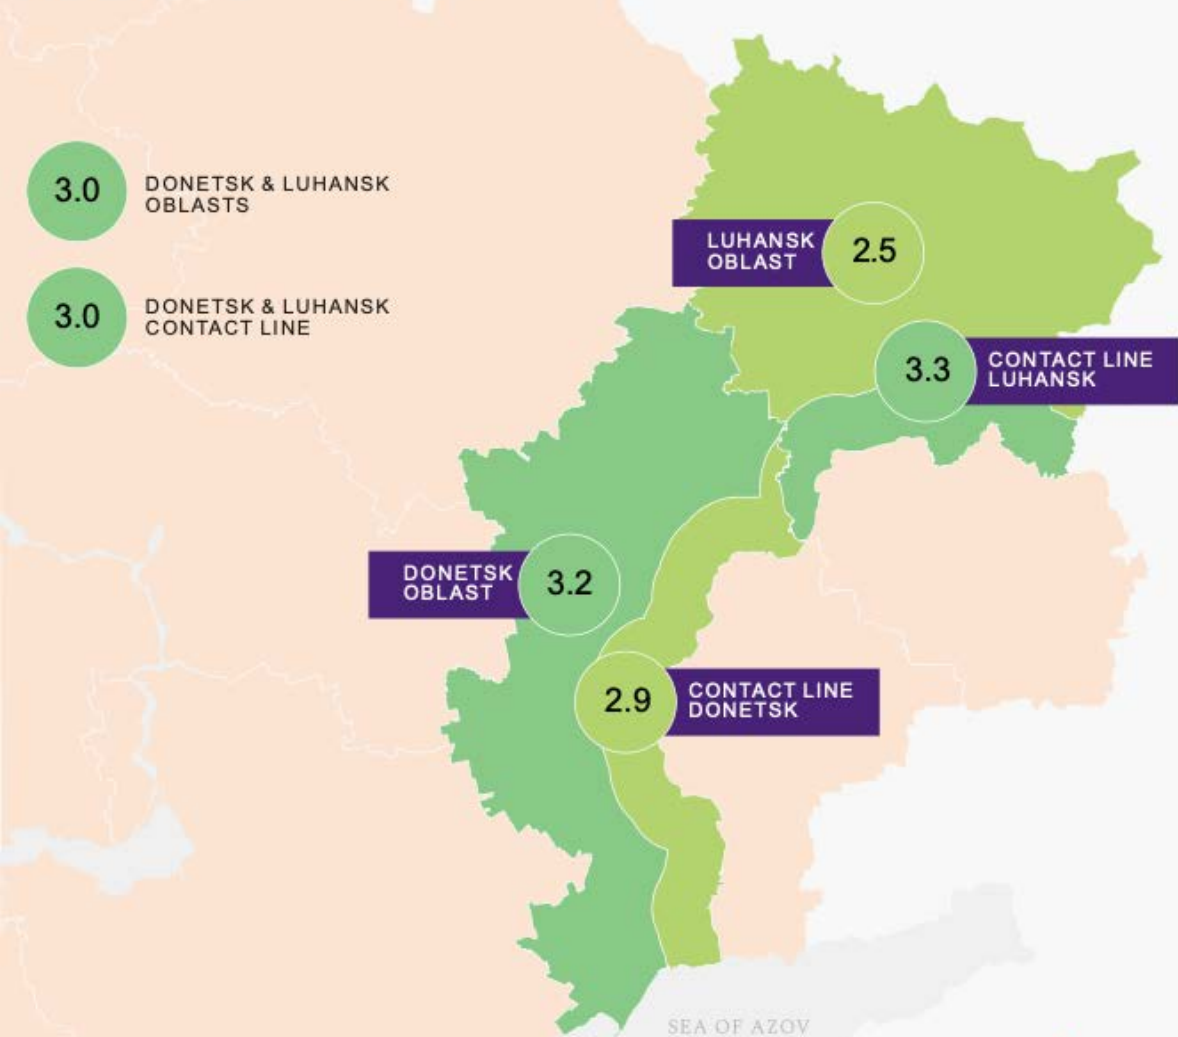 3.0
DONETSK & LUHANSK
OBLASTS
3.0
DONETSK & LUHANSK
CONTACT LINE
LUHANSK
OBLAST
2.5
3.3
CONTACT LINE
LUHANSK
DONETSK
OBLAST
3.2
2.9
CONTACT LINE
DONETSK
SEA OF AZOV